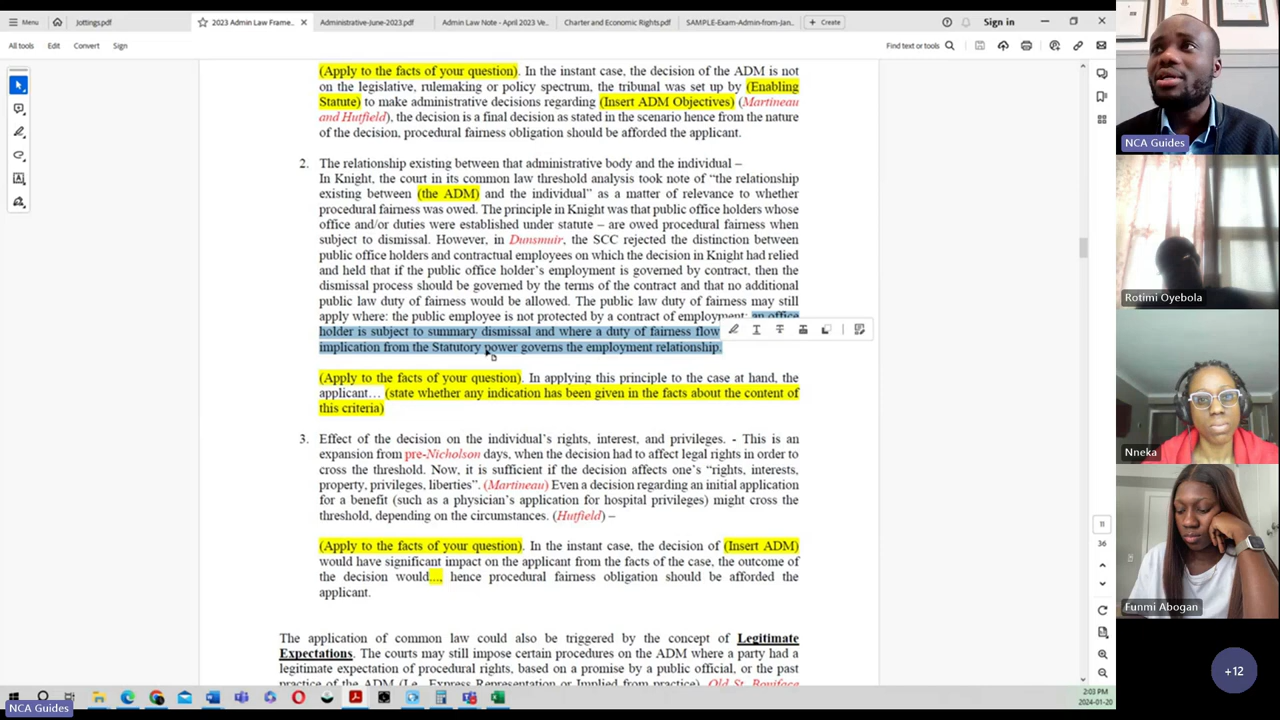 Menu
Jottings.pdf
2023 Admin Law Frame...
Administrative-June-2023.pdf
Admin Law Note - April 2023 Ve...
Charter and Economic Rights.pdf
SAMPLE-Exam-Admin-from-Jan...
Create
Sign in
All tools
Edit
Convert
Sign
Find text or tools
(Apply to the facts of your question). In the instant case, the decision of the ADM is not
on the legislative, rulemaking or policy spectrum, the tribunal was set up by (Enabling
Statute) to make administrative decisions regarding (Insert ADM Objectives) (Martineau
and Hutfield), the decision is a final decision as stated in the scenario hence from the nature
of the decision, procedural fairness obligation should be afforded the applicant.
2. The relationship existing between that administrative body and the individual –
In Knight, the court in its common law threshold analysis took note of “the relationship
existing between (the ADM) and the individual” as a matter of relevance to whether
procedural fairness was owed. The principle in Knight was that public office holders whose
office and/or duties were established under statute – are owed procedural fairness when
subject to dismissal. However, in Dunsmuir, the SCC rejected the distinction between
public office holders and contractual employees on which the decision in Knight had relied
and held that if the public office holder’s employment is governed by contract, then the
dismissal process should be governed by the terms of the contract and that no additional
public law duty of fairness would be allowed. The public law duty of fairness may still
apply where: the public employee is not protected by a contract of employment; an office
holder is subject to summary dismissal and where a duty of fairness flow
implication from the Statutory power governs the employment relationship.
(Apply to the facts of your question). In applying this principle to the case at hand, the
applicant… (state whether any indication has been given in the facts about the content of
this criteria)
3. Effect of the decision on the individual’s rights, interest, and privileges. - This is an
expansion from pre-Nicholson days, when the decision had to affect legal rights in order to
cross the threshold. Now, it is sufficient if the decision affects one’s “rights, interests,
property, privileges, liberties”. (Martineau) Even a decision regarding an initial application
for a benefit (such as a physician’s application for hospital privileges) might cross the
threshold, depending on the circumstances. (Hutfield) –
(Apply to the facts of your question). In the instant case, the decision of (Insert ADM)
would have significant impact on the applicant from the facts of the case, the outcome of
the decision would…, hence procedural fairness obligation should be afforded the
applicant.
The application of common law could also be triggered by the concept of Legitimate
Expectations. The courts may still impose certain procedures on the ADM where a party had a
legitimate expectation of procedural rights, based on a promise by a public official, or the past
practice of the ADM (I.e., Express Representation or Implied from practice). Old St. Boniface
11
36
2:03 PM
2024-01-20
NCA Guides
NCA Guides
Rotimi Oyebola
Nneka
Funmi Abogan
+12